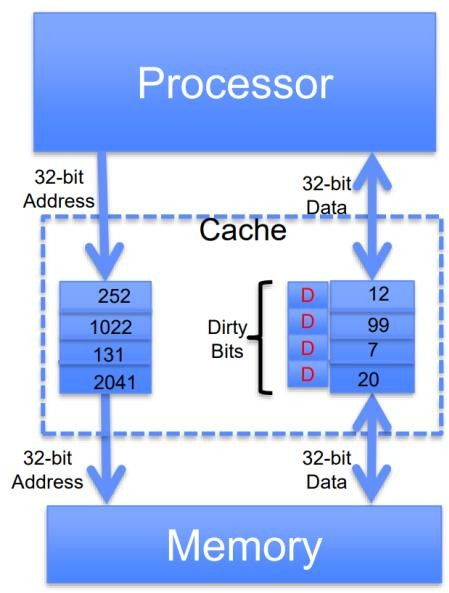 Processor
32-bit
Address
32-bit
Data
Cache
252
1022
131
2041
Dirty
Bits
D
D
D
D
12
99
7
20
32-bit
Address
32-bit
Data
Memory